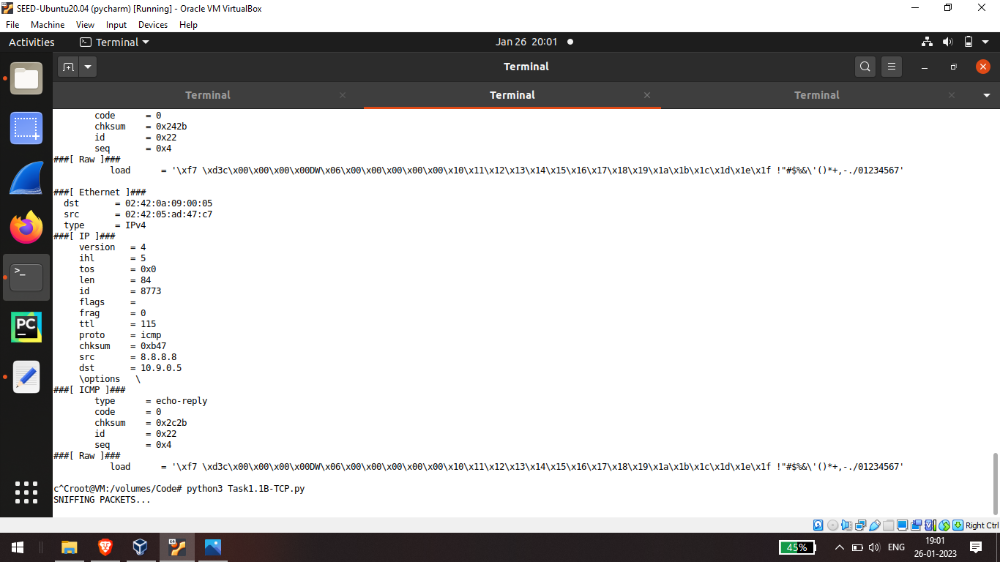 SEED-Ubuntu20.04 (pycharm) [Running] - Oracle VM VirtualBox
File Machine View Input Devices Help
Activities Terminal Jan 26 20:01
Terminal
Terminal Terminal Terminal
code = 0
chksum = 0x242b
id = 0x22
seq = 0x4
###[ Raw ]###
load = '\xf7 \xd3c\x00\x00\x00\x00DW\x06\x00\x00\x00\x00\x00\x10\x11\x12\x13\x14\x15\x16\x17\x18\x19\x1a\x1b\x1c\x1d\x1e\x1f !"#$%&\'()*+,-./01234567'
###[ Ethernet ]###
dst = 02:42:0a:09:00:05
src = 02:42:05:ad:47:c7
type = IPv4
###[ IP ]###
version = 4
ihl = 5
tos = 0x0
len = 84
id = 8773
flags =
frag = 0
ttl = 115
proto = icmp
chksum = 0xb47
src = 8.8.8.8
dst = 10.9.0.5
\options \
###[ ICMP ]###
type = echo-reply
code = 0
chksum = 0x2c2b
id = 0x22
seq = 0x4
###[ Raw ]###
load = '\xf7 \xd3c\x00\x00\x00\x00DW\x06\x00\x00\x00\x00\x00\x10\x11\x12\x13\x14\x15\x16\x17\x18\x19\x1a\x1b\x1c\x1d\x1e\x1f !"#$%&\'()*+,-./01234567'
c^Croot@VM:/volumes/Code# python3 Task1.1B-TCP.py
SNIFFING PACKETS...
PC
Right Ctrl
64
45%
ENG
19:01
26-01-2023